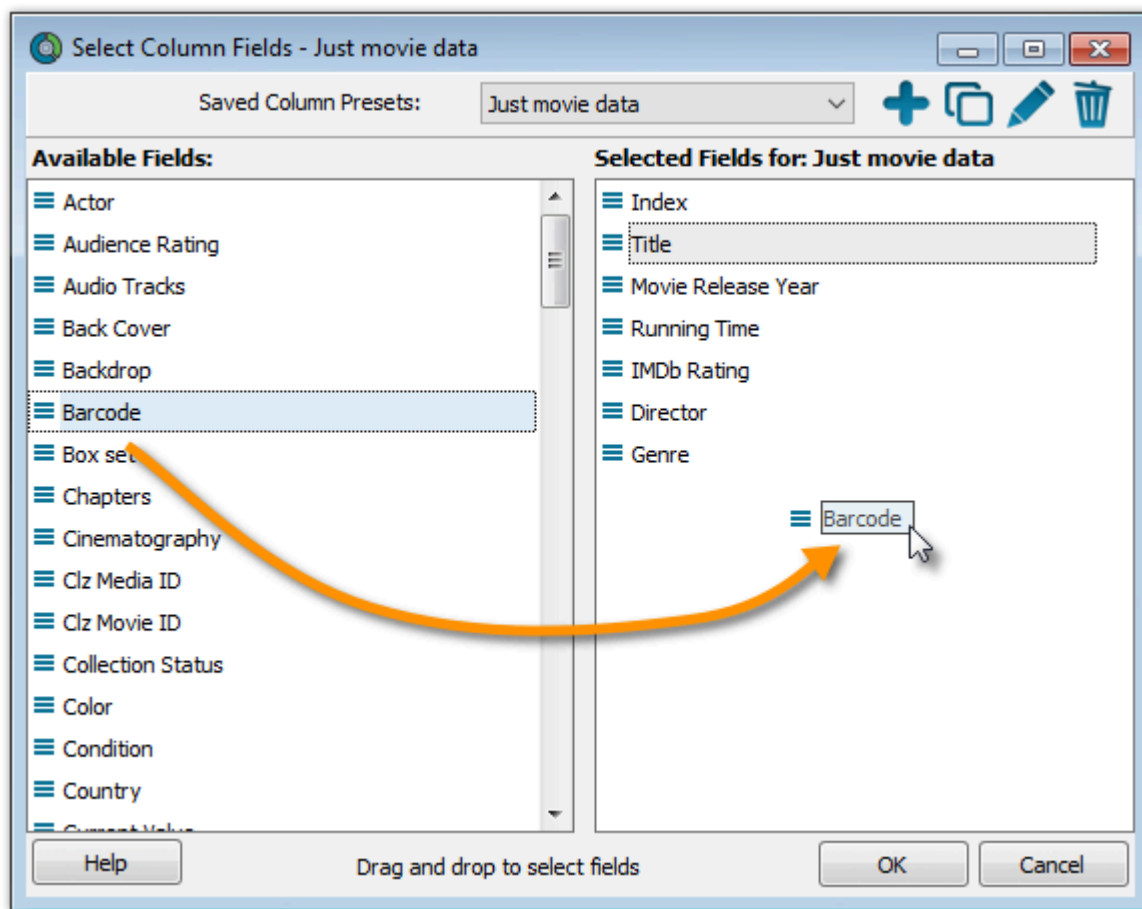 Select Column Fields - Just movie data
Saved Column Presets: Just movie data
Available Fields:
Actor
Audience Rating
Audio Tracks
Back Cover
Backdrop
Barcode
Box set
Chapters
Cinematography
Clz Media ID
Clz Movie ID
Collection Status
Color
Condition
Country
Selected Fields for: Just movie data
Index
Title
Movie Release Year
Running Time
IMDb Rating
Director
Genre
Barcode
Help
Drag and drop to select fields
OK
Cancel